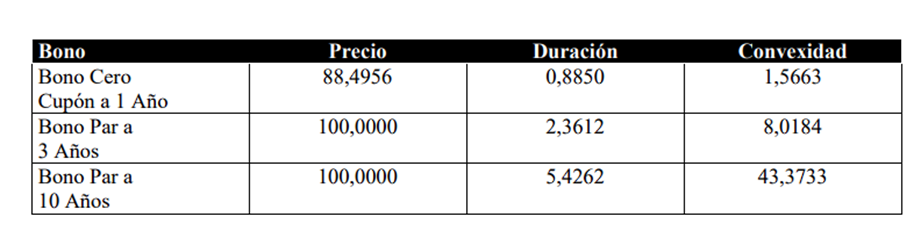 Bono Precio Duración Convexidad
Bono Cero 88,4956 0,8850 1,5663
Cupón a 1 Año
Bono Par a 100,0000 2,3612 8,0184
3 Años
Bono Par a 100,0000 5,4262 43,3733
10 Años